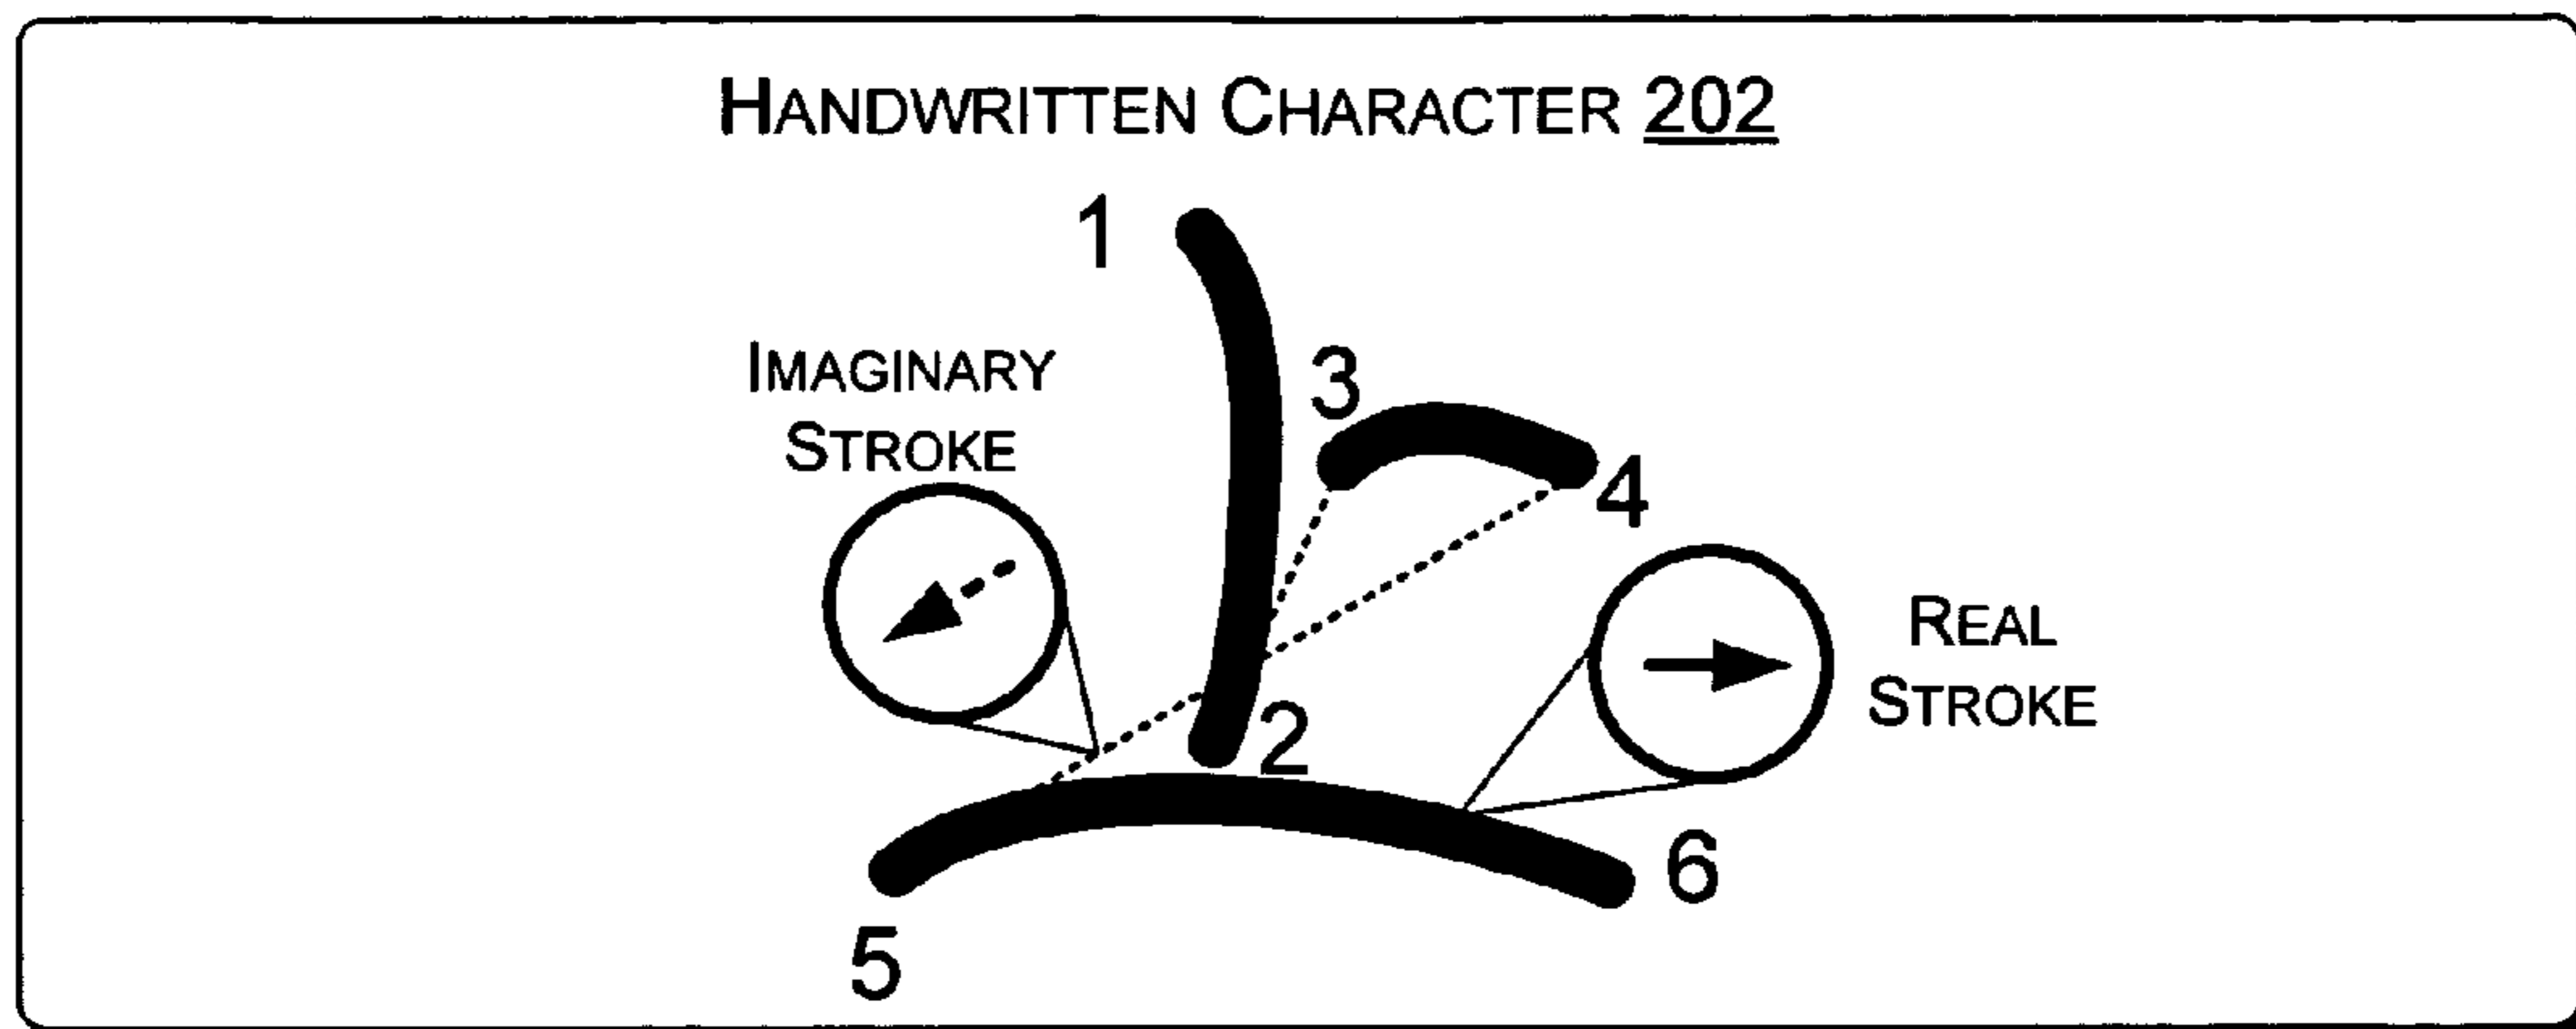 HANDWRITTEN CHARACTER 202
1
3
IMAGINARY
STROKE
4
REAL
STROKE
2
6
5